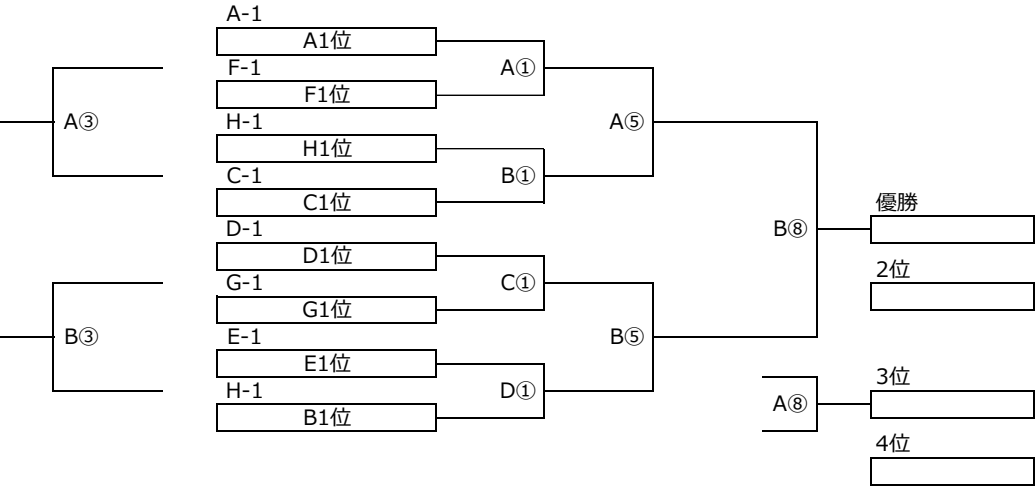 A-1
A1位
F-1
A①
F1位
H-1
A③
A⑤
H1位
C-1
B①
C1位
優勝
D-1
B⑧
D1位
2位
G-1
C①
G1位
E-1
B③
B⑤
E1位
3位
H-1
D①
A⑧
B1位
4位